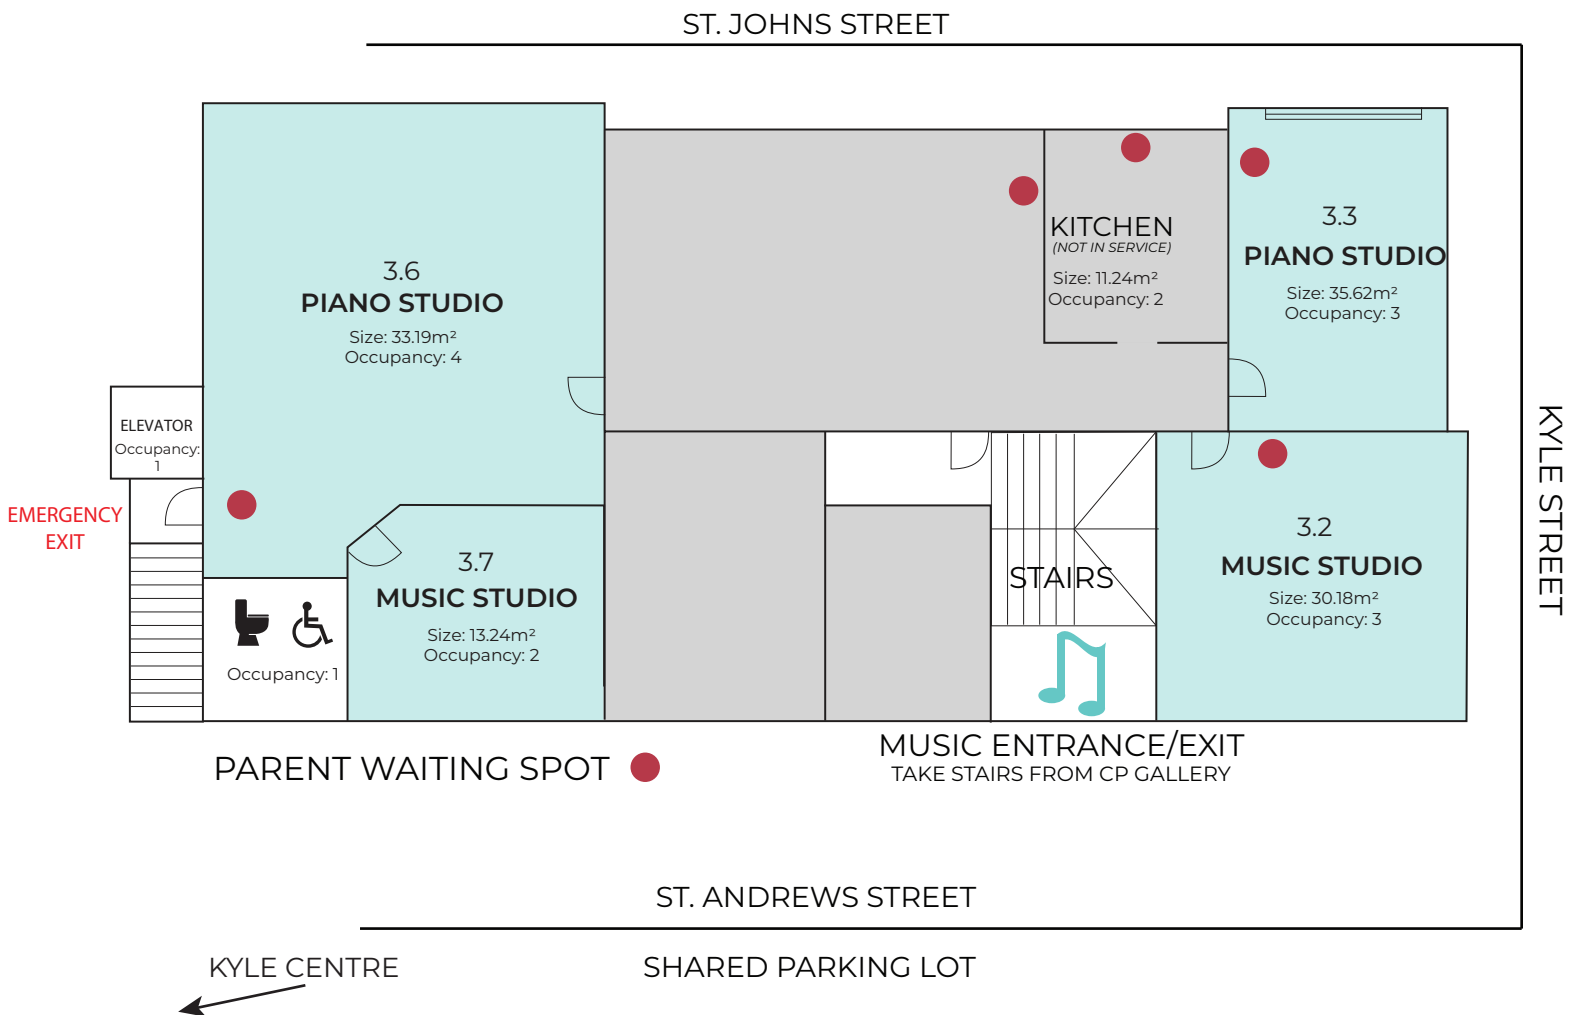 ST. JOHNS STREET
3.6
PIANO STUDIO
Size: 33.19m²
Occupancy: 4
KITCHEN
(NOT IN SERVICE)
Size: 11.24m²
Occupancy: 2
3.3
PIANO STUDIO
Size: 35.62m²
Occupancy: 3
ELEVATOR
Occupancy:
1
EMERGENCY
EXIT
3.7
MUSIC STUDIO
Size: 13.24m²
Occupancy: 2
Occupancy: 1
STAIRS
3.2
MUSIC STUDIO
Size: 30.18m²
Occupancy: 3
KYLE STREET
PARENT WAITING SPOT
MUSIC ENTRANCE/EXIT
TAKE STAIRS FROM CP GALLERY
ST. ANDREWS STREET
KYLE CENTRE
SHARED PARKING LOT